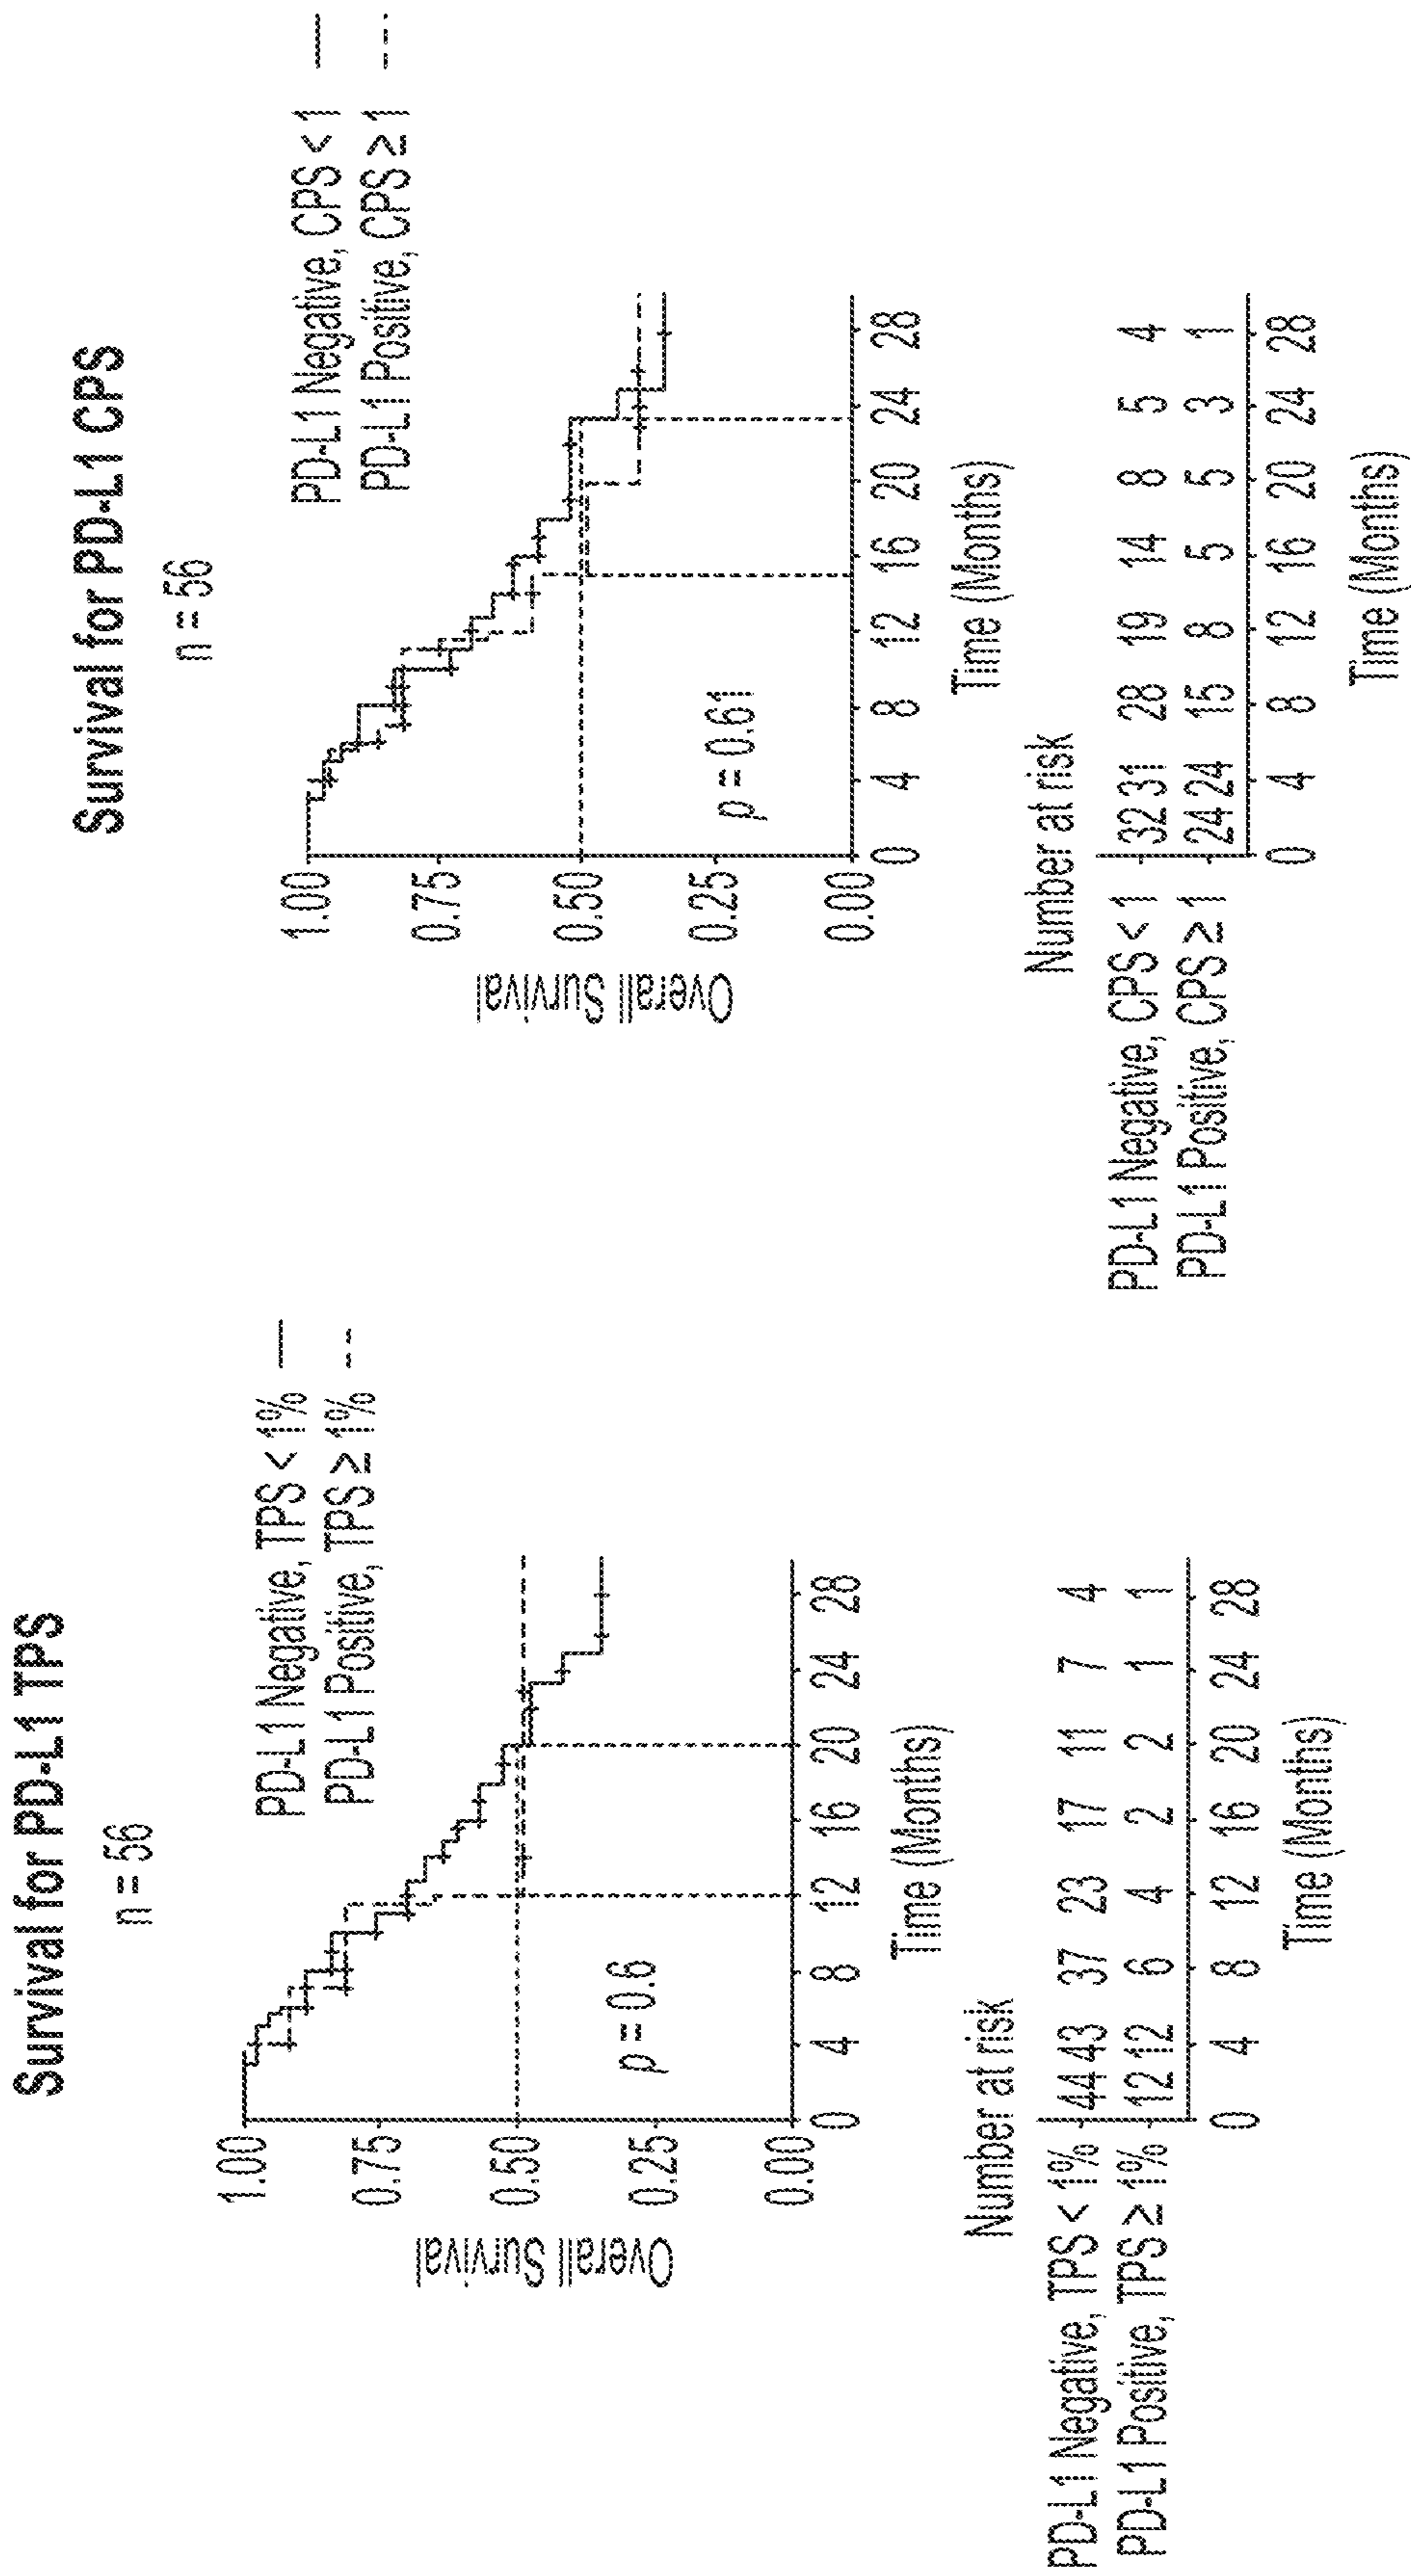 Survival for PD-L1 TPS
n = 56
PD-L1 Negative, TPS < 1%
PD-L1 Positive, TPS ≥ 1%
Overall Survival
1.00
0.75
0.50
0.25
0.00
p = 0.6
0 4 8 12 16 20 24 28
Time (Months)
Number at risk
PD-L1 Negative, TPS < 1% 44 43 37 23 17 11 7 4
PD-L1 Positive, TPS ≥ 1% 12 12 6 4 2 2 1 1
0 4 8 12 16 20 24 28
Time (Months)
Survival for PD-L1 CPS
n = 56
PD-L1 Negative, CPS < 1
PD-L1 Positive, CPS ≥ 1
Overall Survival
1.00
0.75
0.50
0.25
0.00
p = 0.61
0 4 8 12 16 20 24 28
Time (Months)
Number at risk
PD-L1 Negative, CPS < 1 32 31 28 19 14 8 5 4
PD-L1 Positive, CPS ≥ 1 24 24 15 8 5 5 3 1
0 4 8 12 16 20 24 28
Time (Months)